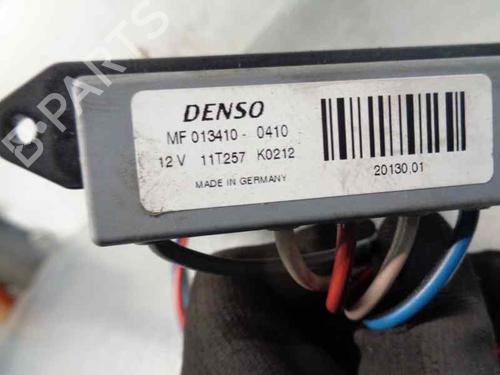 B-PARTS
DENSO
MF 013410 - 0410
12 V 11T257 K0212
MADE IN GERMANY
20130.01